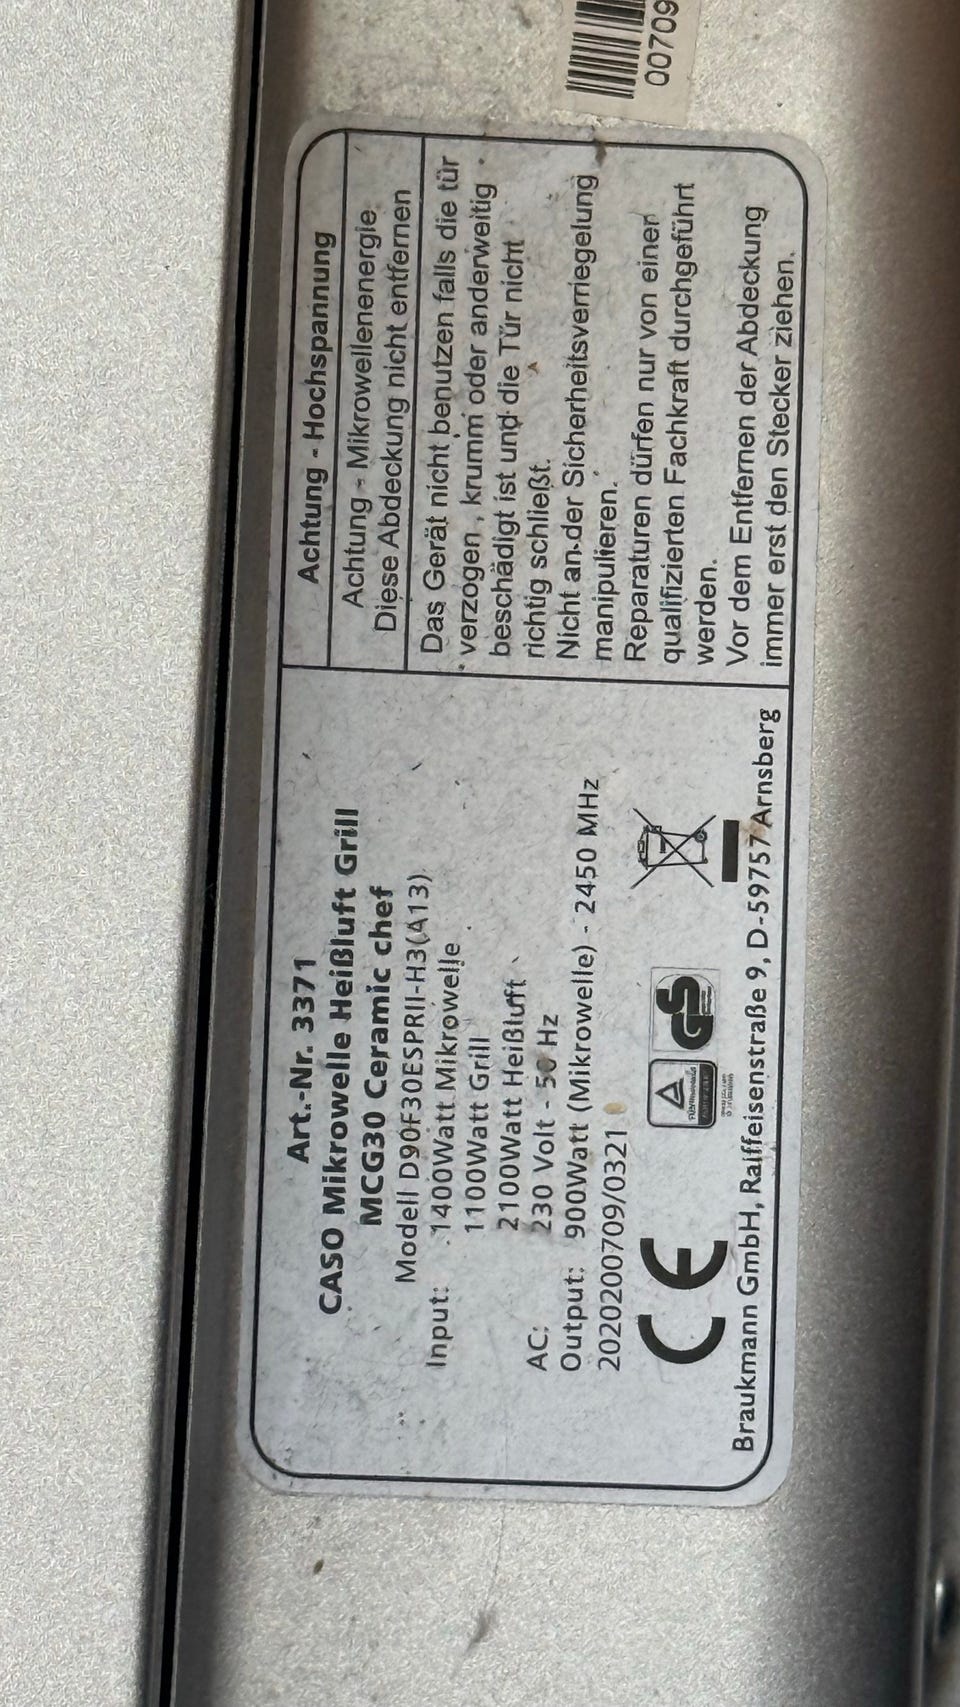 Art.-Nr. 3371
CASO Mikrowelle Heißluft Grill
MCG30 Ceramic chef
Modell D90F30ESPRII-H3(A13)
Input: 1400Watt Mikrowelle
1100Watt Grill
2100Watt Heißluft
AC: 230 Volt - 50 Hz
Output: 900Watt (Mikrowelle) - 2450 MHz
2020200709/0321
CE
GS
Braukmann GmbH, Raiffeisenstraße 9, D-59757 Arnsberg
Achtung - Hochspannung
Achtung - Mikrowellenenergie
Diese Abdeckung nicht entfernen
Das Gerät nicht benutzen falls die tür
verzogen, krumm oder anderweitig
beschädigt ist und die Tür nicht
richtig schließt.
Nicht an der Sicherheitsverriegelung
manipulieren.
Reparaturen dürfen nur von einer
qualifizierten Fachkraft durchgeführt
werden.
Vor dem Entfernen der Abdeckung
immer erst den Stecker ziehen.
00709